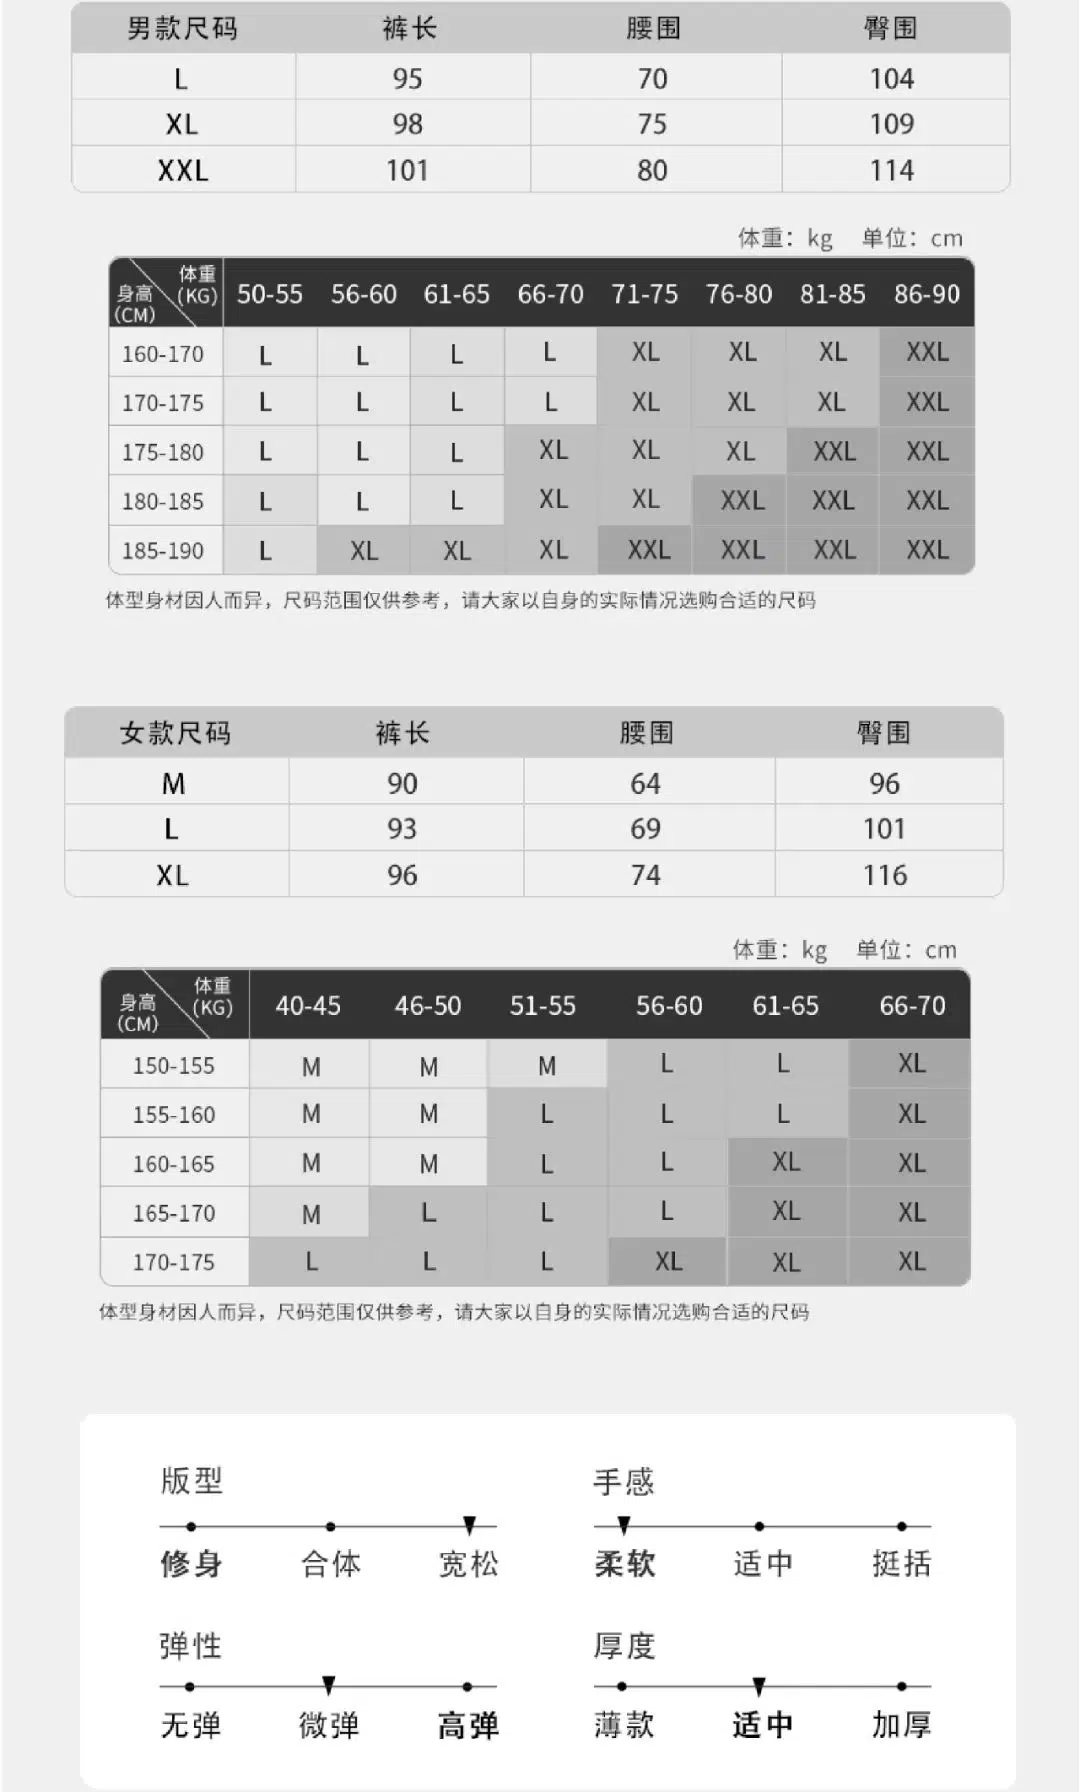 男款尺码 裤长 腰围 臀围
L 95 70 104
XL 98 75 109
XXL 101 80 114
体重：kg 单位：cm
身高(CM) 体重(KG) 50-55 56-60 61-65 66-70 71-75 76-80 81-85 86-90
160-170 L L L L XL XL XL XXL
170-175 L L L L XL XL XL XXL
175-180 L L L XL XL XL XXL XXL
180-185 L L L XL XL XXL XXL XXL
185-190 L XL XL XL XXL XXL XXL XXL
体型身材因人而异，尺码范围仅供参考，请大家以自身的实际情况选购合适的尺码
女款尺码 裤长 腰围 臀围
M 90 64 96
L 93 69 101
XL 96 74 116
体重：kg 单位：cm
身高(CM) 体重(KG) 40-45 46-50 51-55 56-60 61-65 66-70
150-155 M M M L L XL
155-160 M M L L L XL
160-165 M M L L XL XL
165-170 M L L L XL XL
170-175 L L L XL XL XL
体型身材因人而异，尺码范围仅供参考，请大家以自身的实际情况选购合适的尺码
版型
修身 合体 宽松
手感
柔软 适中 挺括
弹性
无弹 微弹 高弹
厚度
薄款 适中 加厚